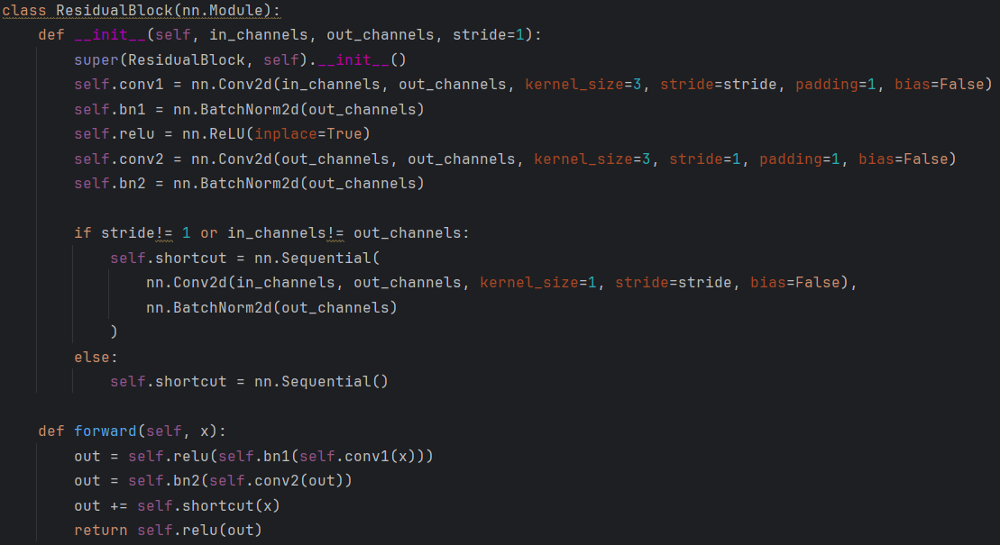 class ResidualBlock(nn.Module):
    def __init__(self, in_channels, out_channels, stride=1):
        super(ResidualBlock, self).__init__()
        self.conv1 = nn.Conv2d(in_channels, out_channels, kernel_size=3, stride=stride, padding=1, bias=False)
        self.bn1 = nn.BatchNorm2d(out_channels)
        self.relu = nn.ReLU(inplace=True)
        self.conv2 = nn.Conv2d(out_channels, out_channels, kernel_size=3, stride=1, padding=1, bias=False)
        self.bn2 = nn.BatchNorm2d(out_channels)

        if stride!= 1 or in_channels!= out_channels:
            self.shortcut = nn.Sequential(
                nn.Conv2d(in_channels, out_channels, kernel_size=1, stride=stride, bias=False),
                nn.BatchNorm2d(out_channels)
            )
        else:
            self.shortcut = nn.Sequential()

    def forward(self, x):
        out = self.relu(self.bn1(self.conv1(x)))
        out = self.bn2(self.conv2(out))
        out += self.shortcut(x)
        return self.relu(out)